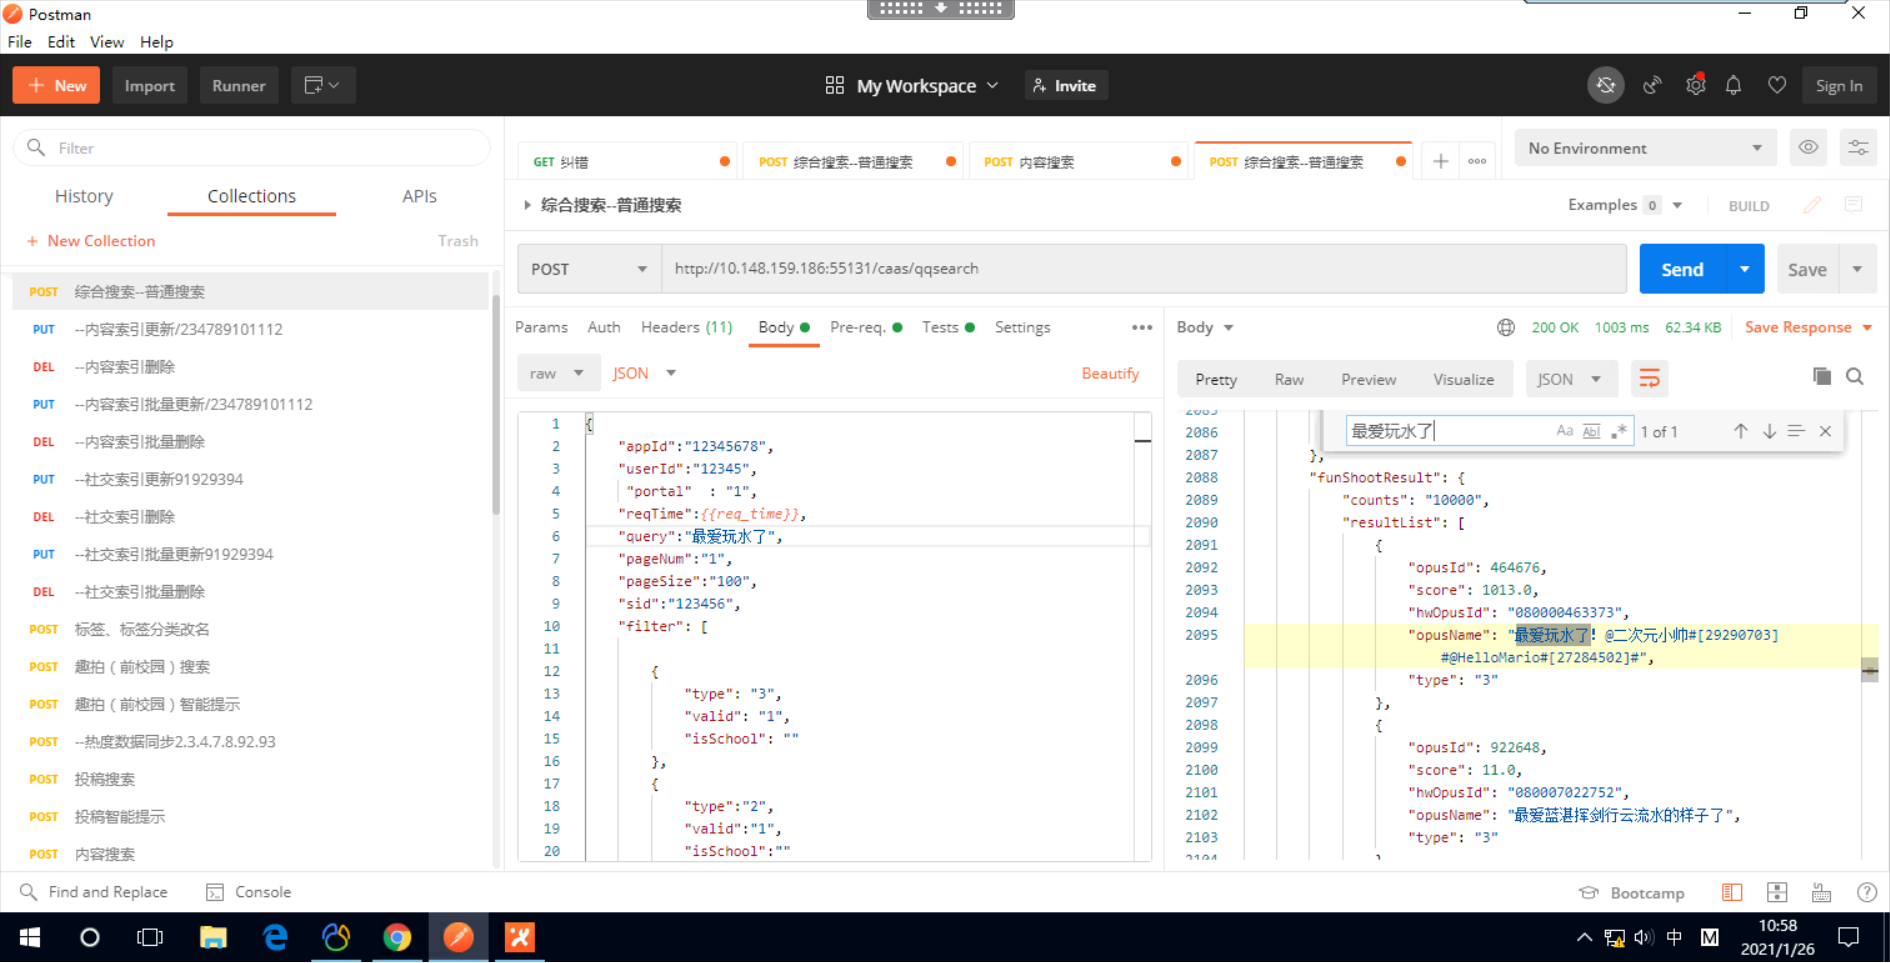 Postman
File Edit View Help
New Import Runner My Workspace Invite Sign In
Filter
History Collections APIs
+ New Collection Trash
POST 综合搜索--普通搜索
PUT --内容索引更新/234789101112
DEL --内容索引删除
PUT --内容索引批量更新/234789101112
DEL --内容索引批量删除
PUT --社交索引更新91929394
DEL --社交索引删除
PUT --社交索引批量更新91929394
DEL --社交索引批量删除
POST 标签、标签分类改名
POST 趣拍（前校园）搜索
POST 趣拍（前校园）智能提示
POST --热度数据同步2.3.4.7.8.92.93
POST 投稿搜索
POST 投稿智能提示
POST 内容搜索
GET 纠错 POST 综合搜索--普通搜索 POST 内容搜索 POST 综合搜索--普通搜索 No Environment
综合搜索--普通搜索 Examples 0 BUILD
POST http://10.148.159.186:55131/caas/qqsearch Send Save
Params Auth Headers (11) Body Pre-req. Tests Settings
raw JSON Beautify
1 {
2 "appId":"12345678",
3 "userId":"12345",
4 "portal" : "1",
5 "reqTime":{{req_time}},
6 "query":"最爱玩水了",
7 "pageNum":"1",
8 "pageSize":"100",
9 "sid":"123456",
10 "filter": [
11
12 {
13 "type": "3",
14 "valid": "1",
15 "isSchool": ""
16 },
17 {
18 "type":"2",
19 "valid":"1",
20 "isSchool":""
Body 200 OK 1003 ms 62.34 KB Save Response
Pretty Raw Preview Visualize JSON
最爱玩水了 Aa Abl .* 1 of 1
2085
2086
2087 },
2088 "funShootResult": {
2089 "counts": "10000",
2090 "resultList": [
2091 {
2092 "opusId": 464676,
2093 "score": 1013.0,
2094 "hwOpusId": "080000463373",
2095 "opusName": "最爱玩水了！@二次元小帅#[29290703]
#@HelloMario#[27284502]#",
2096 "type": "3"
2097 },
2098 {
2099 "opusId": 922648,
2100 "score": 11.0,
2101 "hwOpusId": "080007022752",
2102 "opusName": "最爱蓝湛挥剑行云流水的样子了",
2103 "type": "3"
2104 }
Find and Replace Console Bootcamp
中 M 10:58
2021/1/26